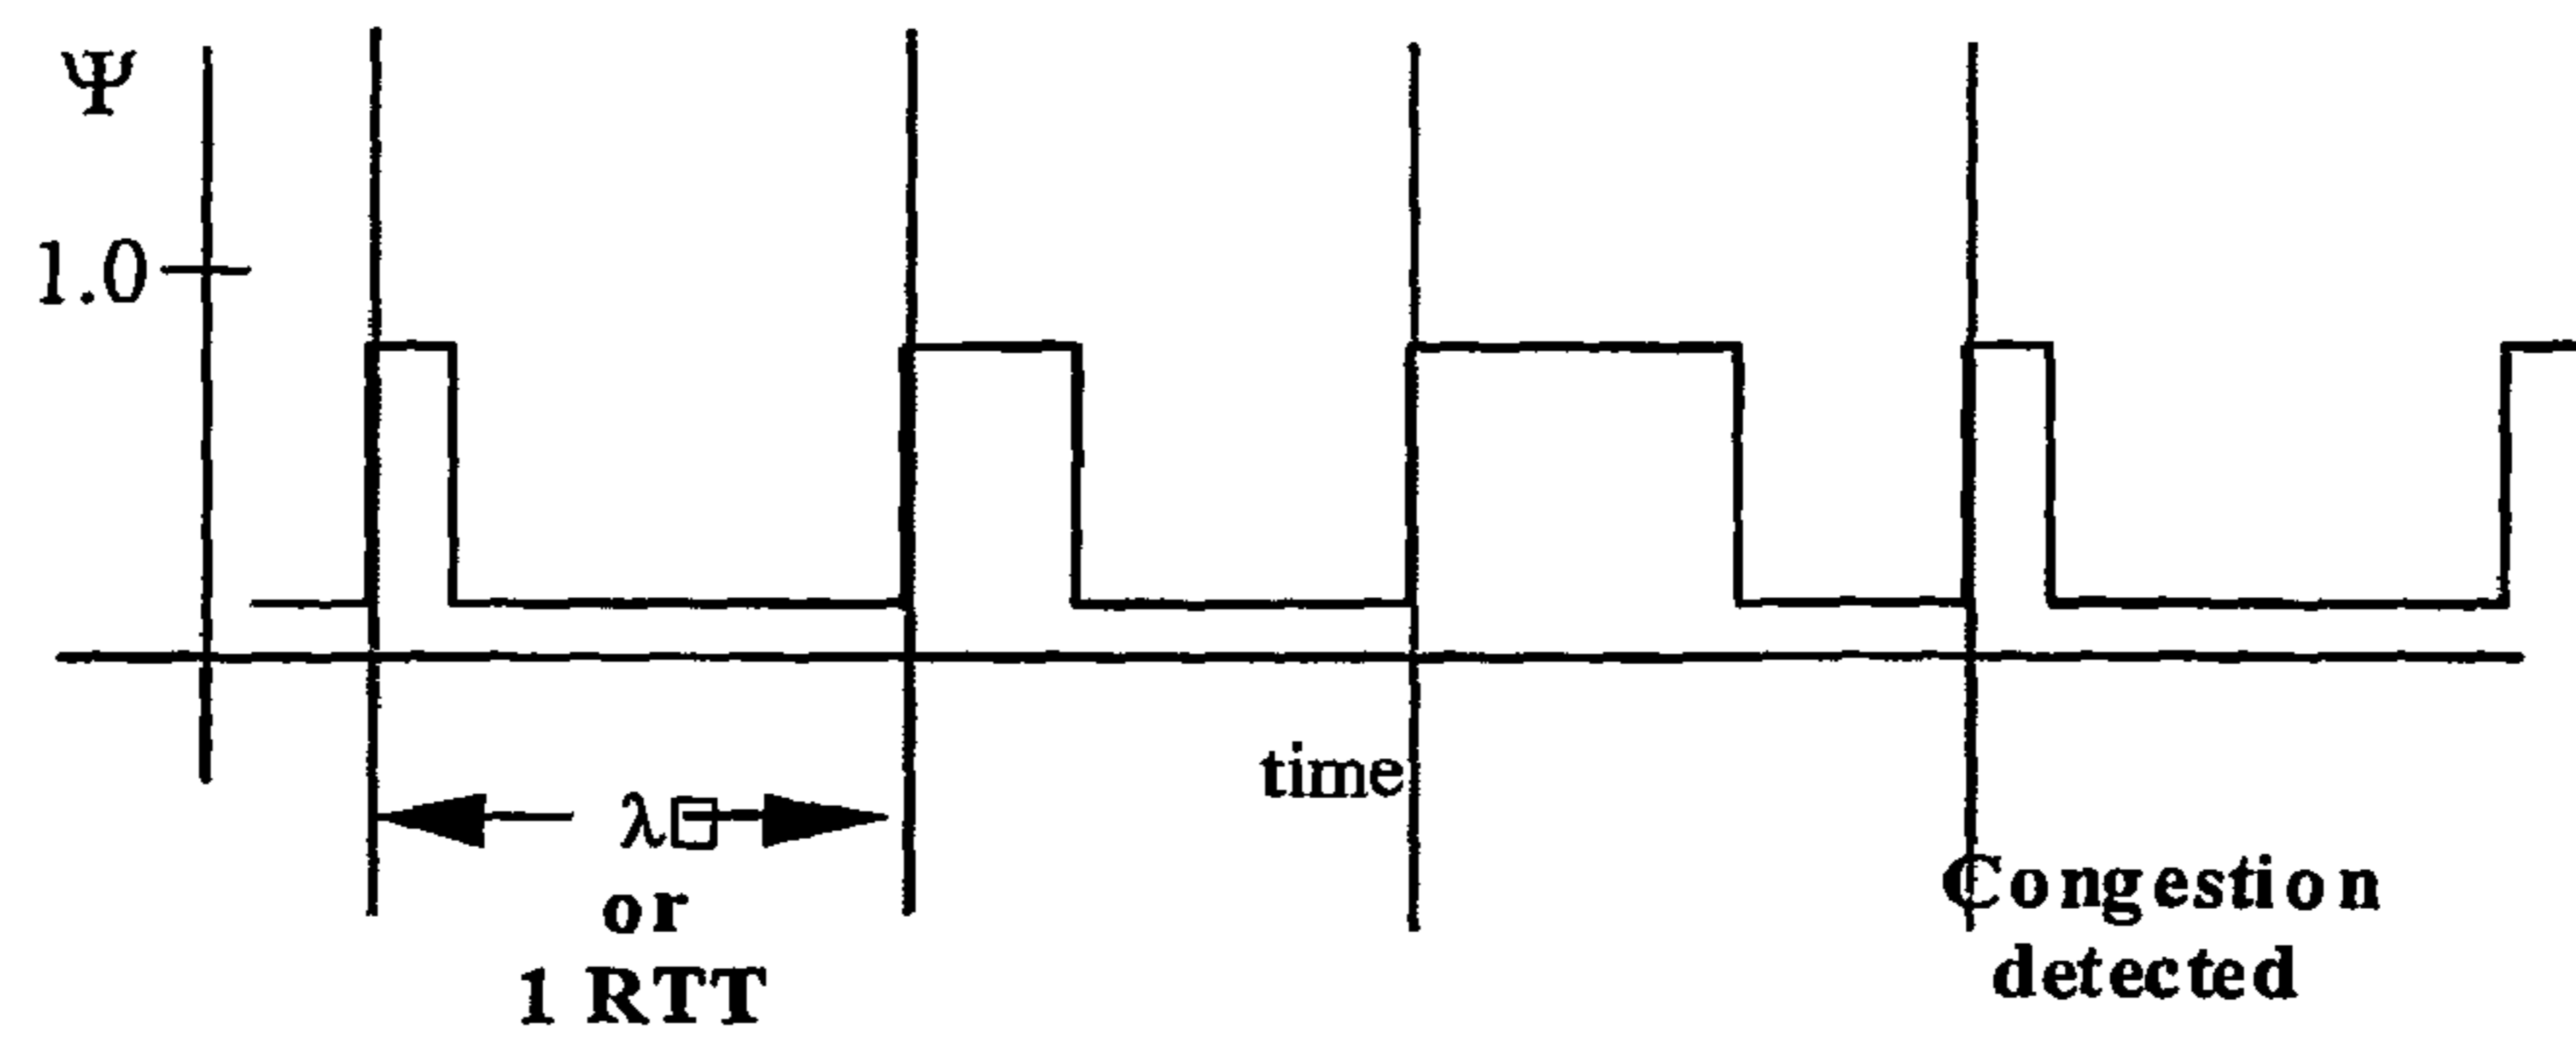 Ψ
1.0
time
λ□
or
1 RTT
Congestion
detected